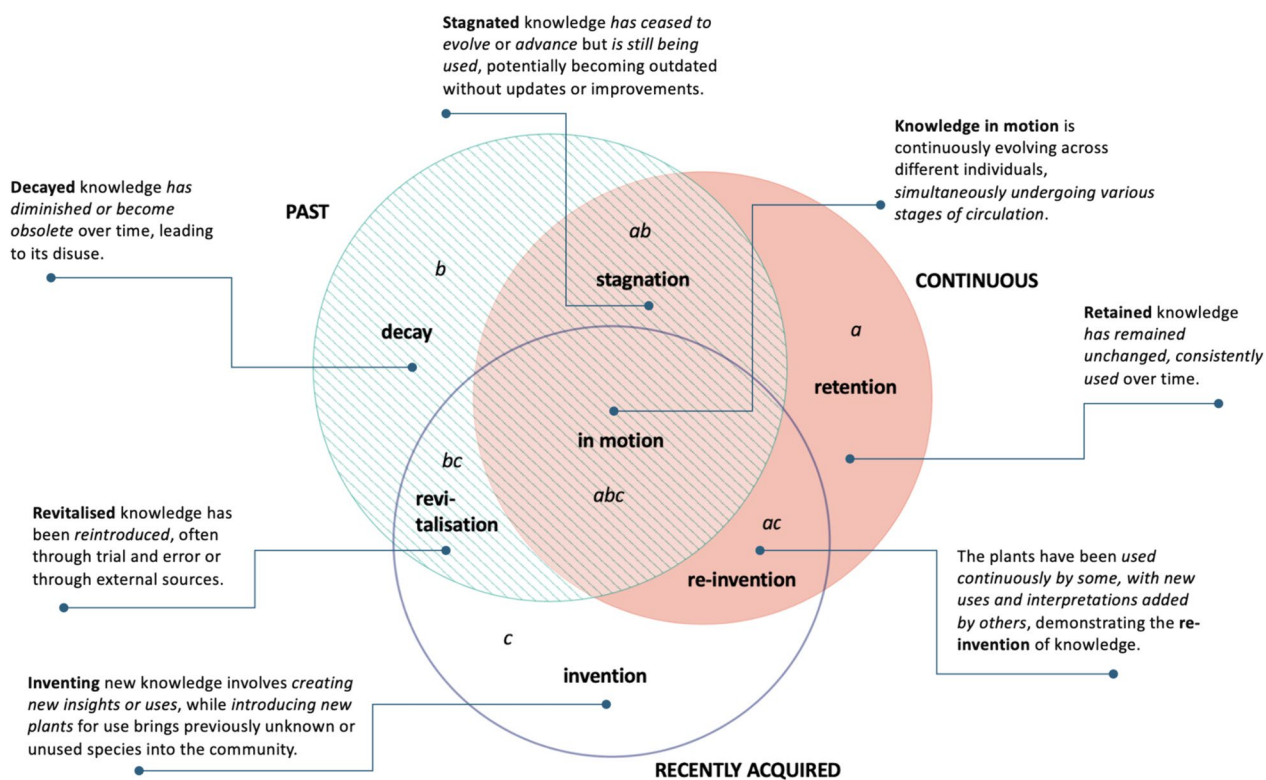 Stagnated knowledge has ceased to
evolve or advance but is still being
used, potentially becoming outdated
without updates or improvements.
Knowledge in motion is
continuously evolving across
different individuals,
simultaneously undergoing various
stages of circulation.
Decayed knowledge has
diminished or become
obsolete over time, leading
to its disuse.
PAST
ab
stagnation
b
decay
CONTINUOUS
Retained knowledge
has remained
unchanged, consistently
used over time.
a
retention
in motion
abc
bc
revi-
talisation
ac
re-invention
Revitalised knowledge has
been reintroduced, often
through trial and error or
through external sources.
The plants have been used
continuously by some, with new
uses and interpretations added
by others, demonstrating the re-
invention of knowledge.
c
invention
Inventing new knowledge involves creating
new insights or uses, while introducing new
plants for use brings previously unknown or
unused species into the community.
RECENTLY ACQUIRED